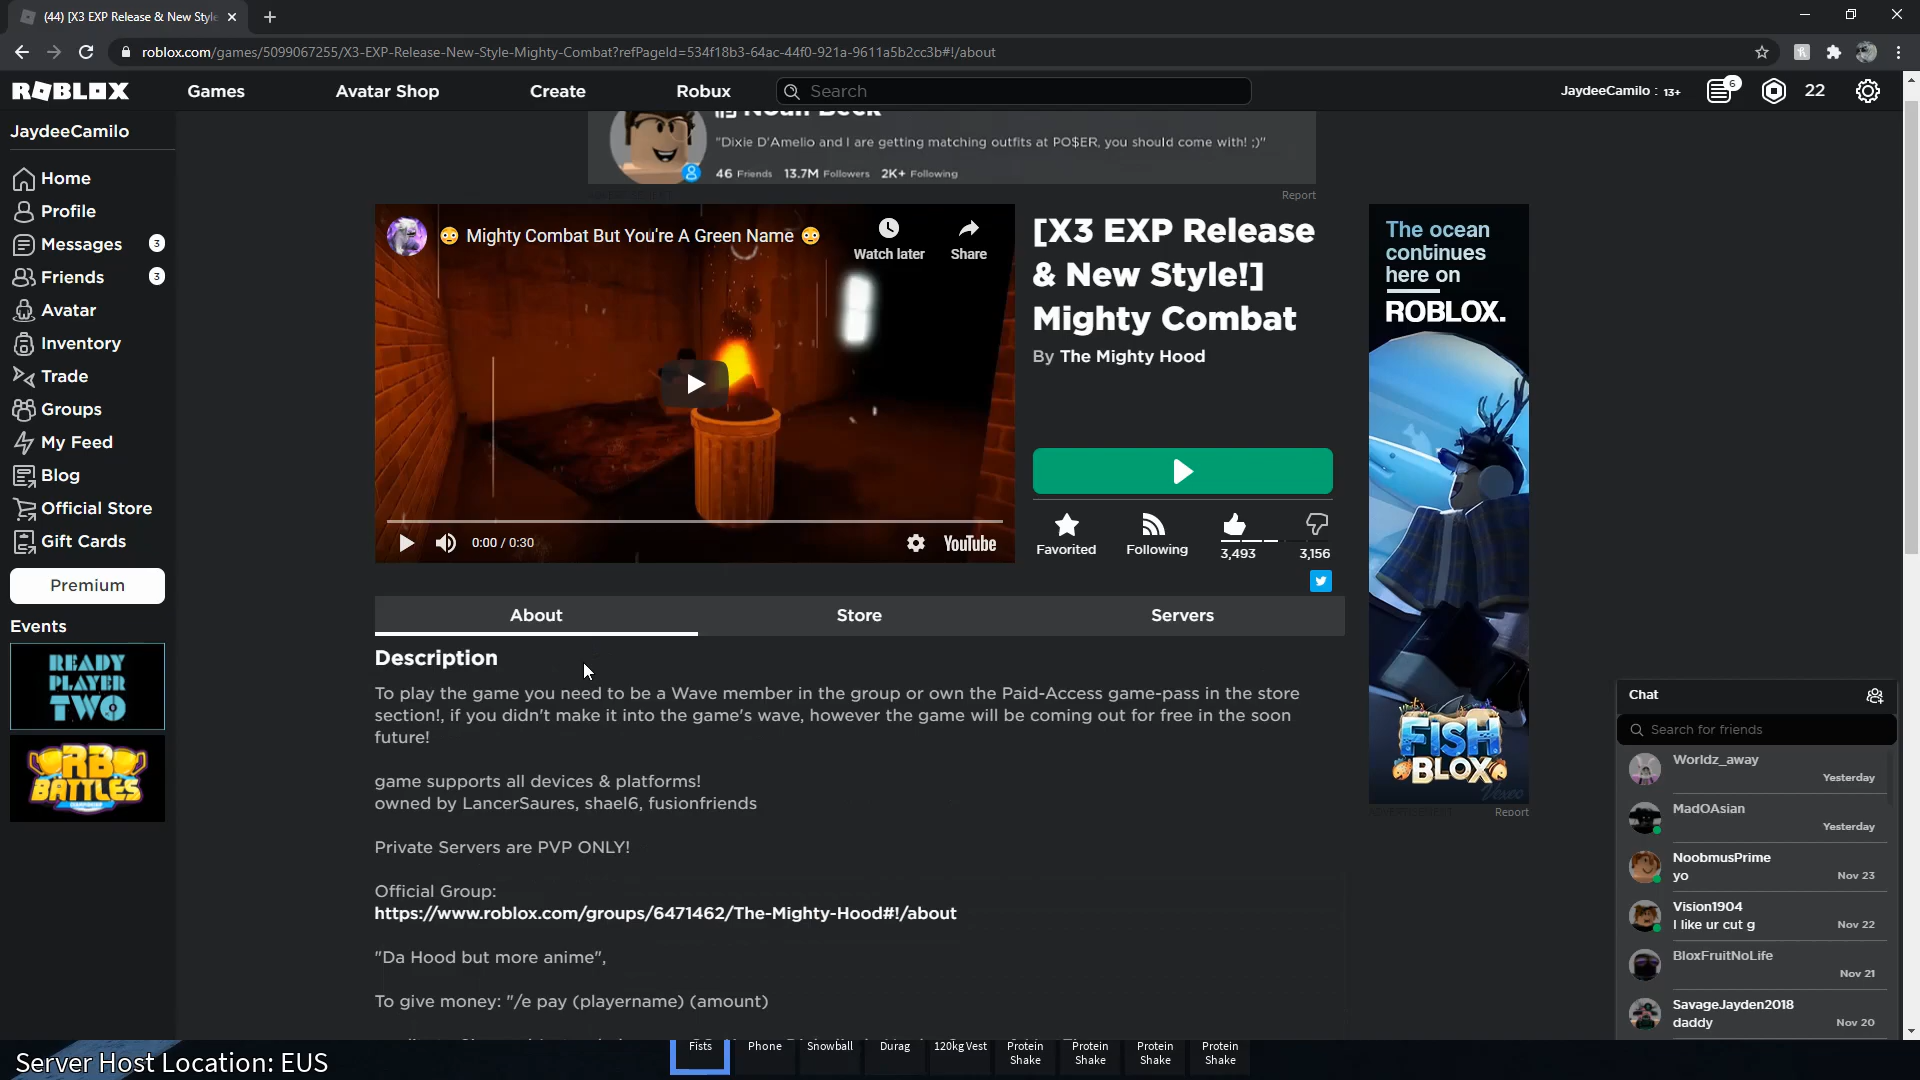 (44) [X3 EXP Release & New Style
roblox.com/games/5099067255/X3-EXP-Release-New-Style-Mighty-Combat?refPageId=534f18b3-64ac-44f0-921a-9611a5b2cc3b#!/about
ROBLOX
Games
Avatar Shop
Create
Robux
Search
JaydeeCamilo : 13+
6
22
JaydeeCamilo
Home
Profile
Messages 3
Friends 3
Avatar
Inventory
Trade
Groups
My Feed
Blog
Official Store
Gift Cards
Premium
Events
READY
PLAYER
TWO
RB
BATTLES
CHAMPIONSHIP
Noah Beck
"Dixie D'Amelio and I are getting matching outfits at PO$ER, you should come with! ;)"
46 Friends 13.7M Followers 2K+ Following
Report
😳 Mighty Combat But You're A Green Name 😳
Watch later
Share
0:00 / 0:30
YouTube
[X3 EXP Release
& New Style!]
Mighty Combat
By The Mighty Hood
Favorited
Following
3,493
3,156
The ocean
continues
here on
ROBLOX.
FISH
BLOX
ADVERTISEMENT
Report
About
Store
Servers
Description
To play the game you need to be a Wave member in the group or own the Paid-Access game-pass in the store
section!, if you didn't make it into the game's wave, however the game will be coming out for free in the soon
future!
game supports all devices & platforms!
owned by LancerSaures, shael6, fusionfriends
Private Servers are PVP ONLY!
Official Group:
https://www.roblox.com/groups/6471462/The-Mighty-Hood#!/about
"Da Hood but more anime",
To give money: "/e pay (playername) (amount)
Chat
Search for friends
Worldz_away
Yesterday
MadOAsian
Yesterday
NoobmusPrime
yo
Nov 23
Vision1904
I like ur cut g
Nov 22
BloxFruitNoLife
Nov 21
SavageJayden2018
daddy
Nov 20
Server Host Location: EUS
Fists
Phone
Snowball
Durag
120kg Vest
Protein
Shake
Protein
Shake
Protein
Shake
Protein
Shake